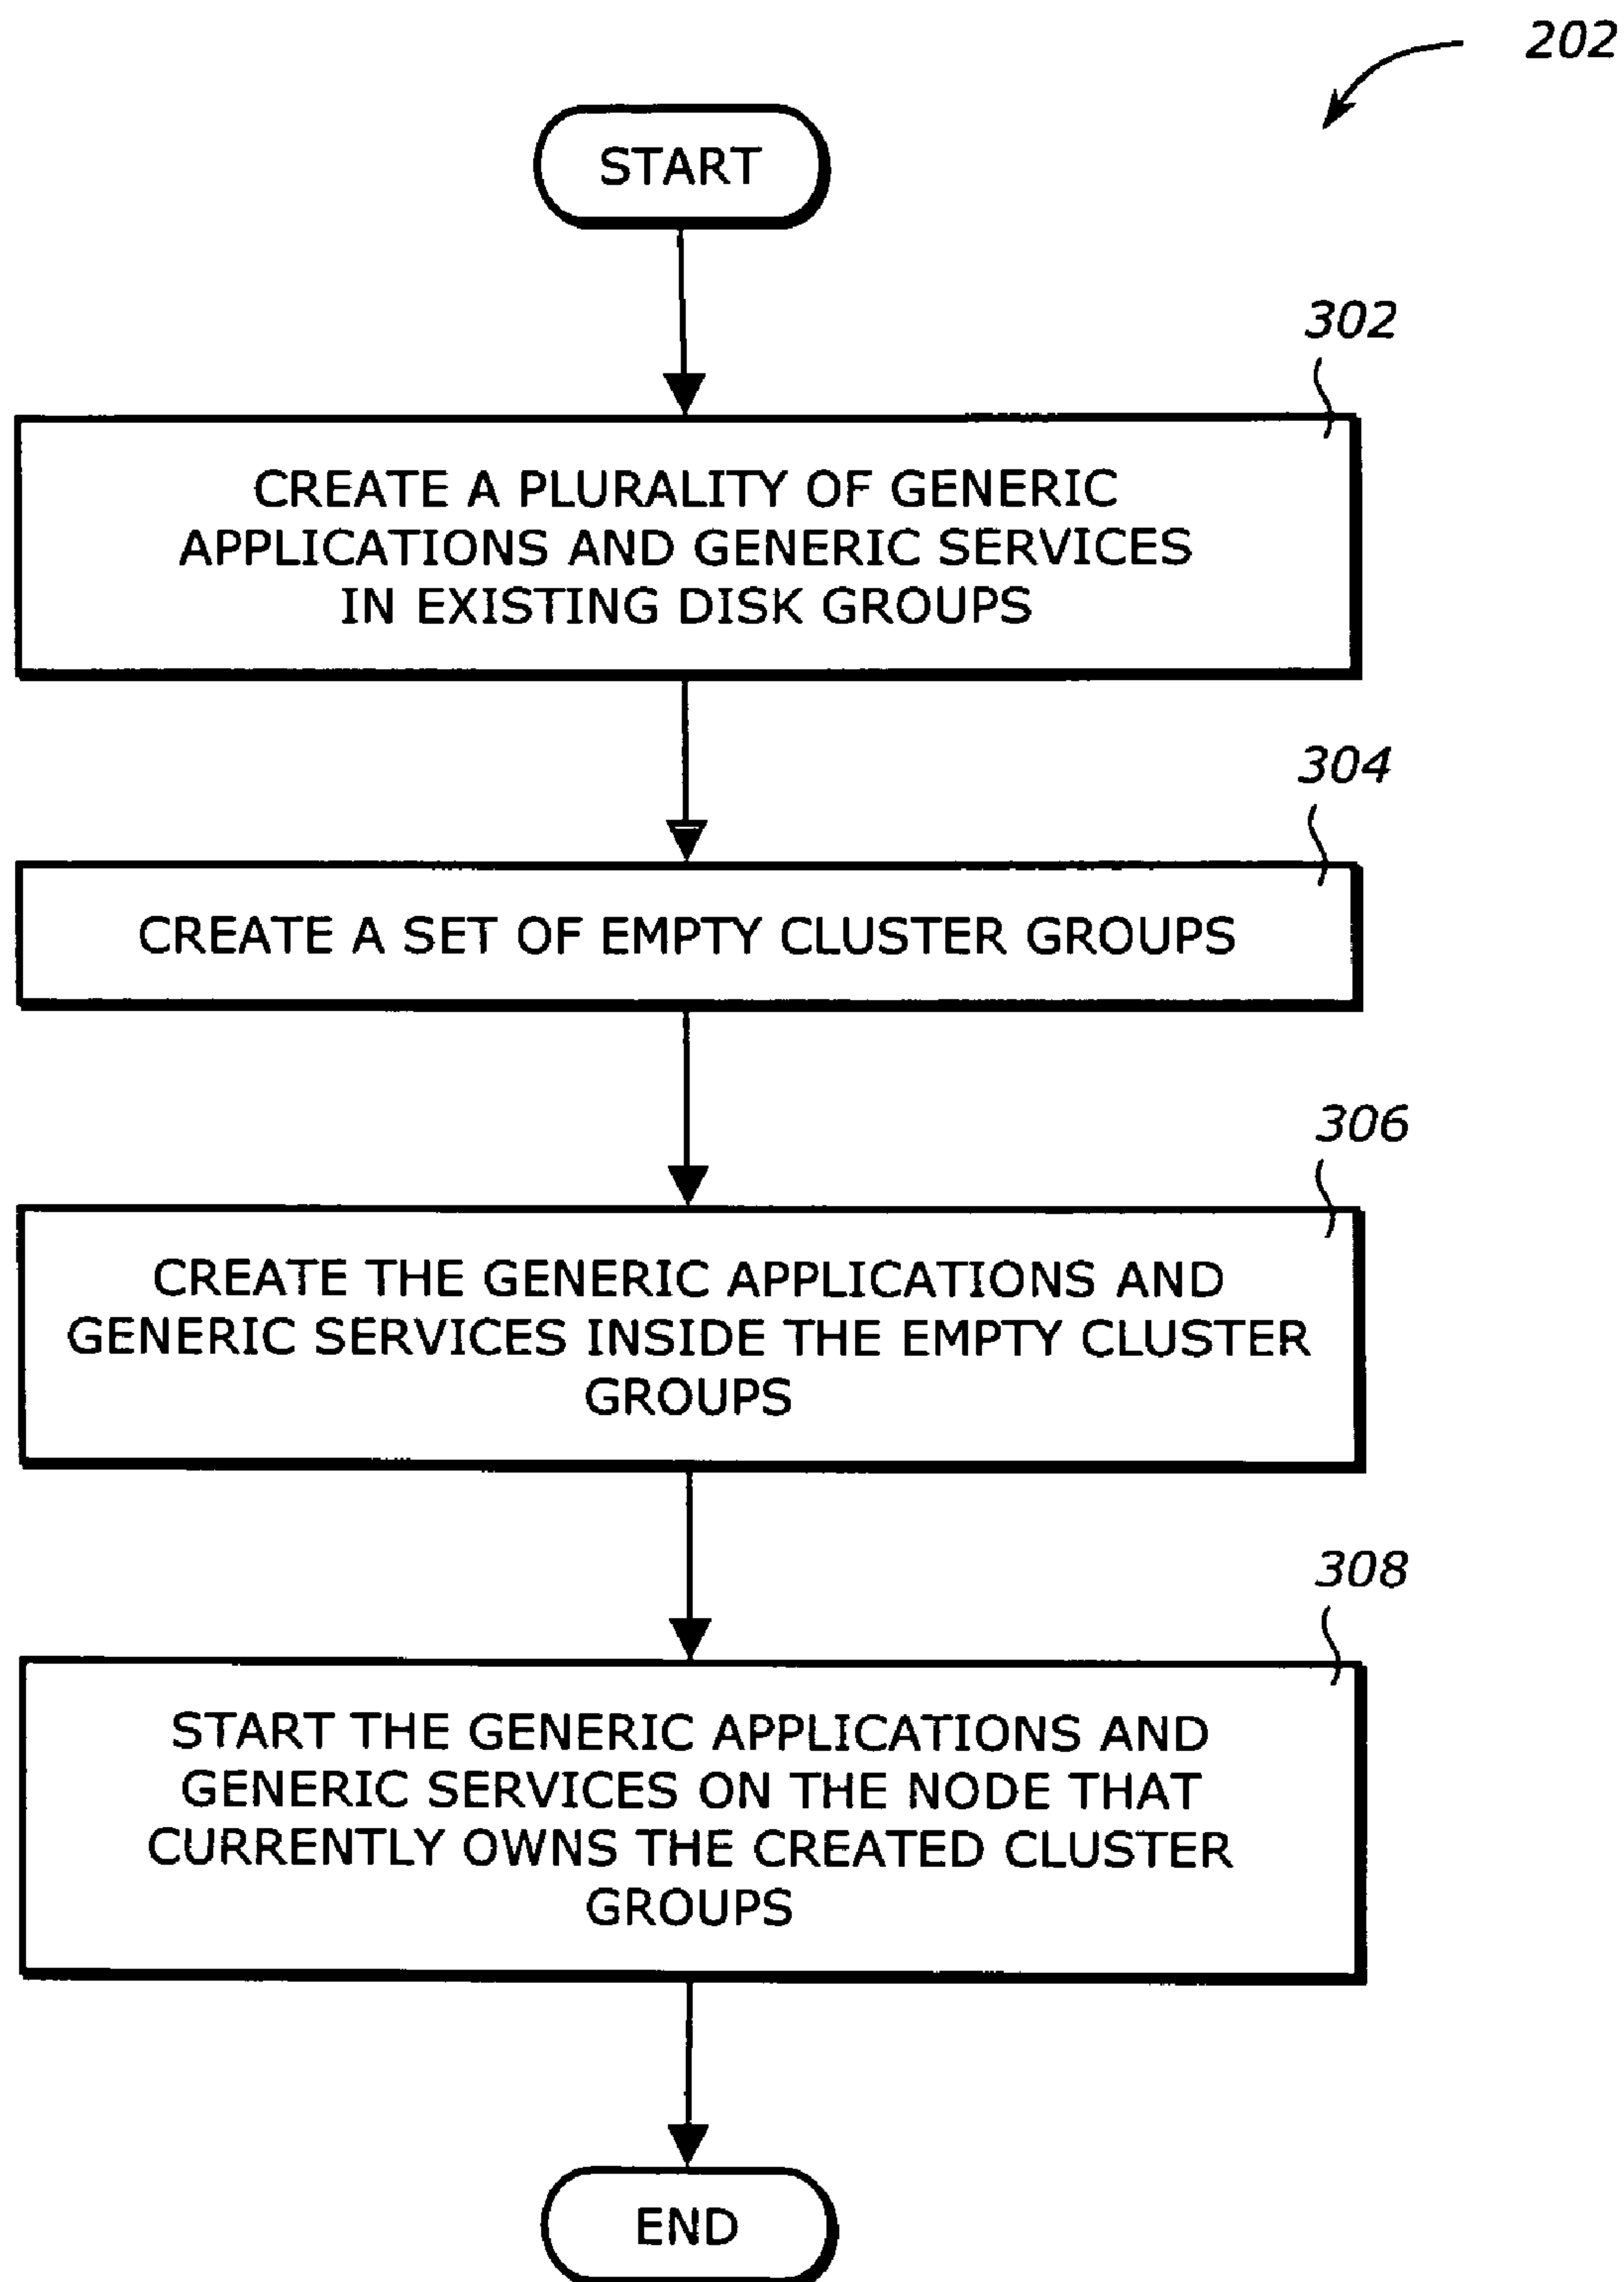 202
START
302
CREATE A PLURALITY OF GENERIC
APPLICATIONS AND GENERIC SERVICES
IN EXISTING DISK GROUPS
304
CREATE A SET OF EMPTY CLUSTER GROUPS
306
CREATE THE GENERIC APPLICATIONS AND
GENERIC SERVICES INSIDE THE EMPTY CLUSTER
GROUPS
308
START THE GENERIC APPLICATIONS AND
GENERIC SERVICES ON THE NODE THAT
CURRENTLY OWNS THE CREATED CLUSTER
GROUPS
END